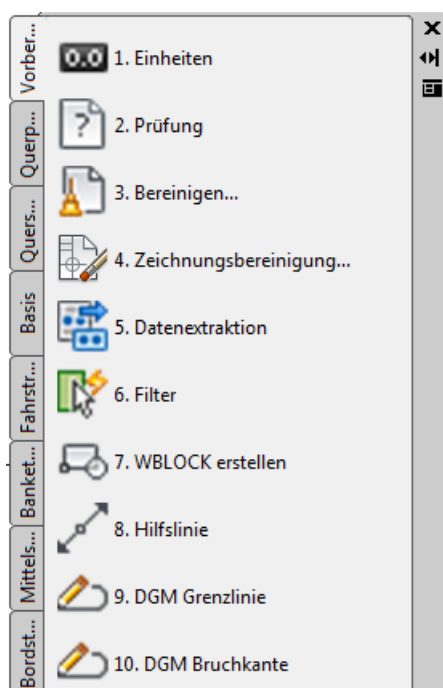 Vorber...
Querp...
Quers...
Basis
Fahrstr...
Banket...
Mittels...
Bordst...
0.0 1. Einheiten
2. Prüfung
3. Bereinigen...
4. Zeichnungsbereinigung...
5. Datenextraktion
6. Filter
7. WBLOCK erstellen
8. Hilfslinie
9. DGM Grenzlinie
10. DGM Bruchkante